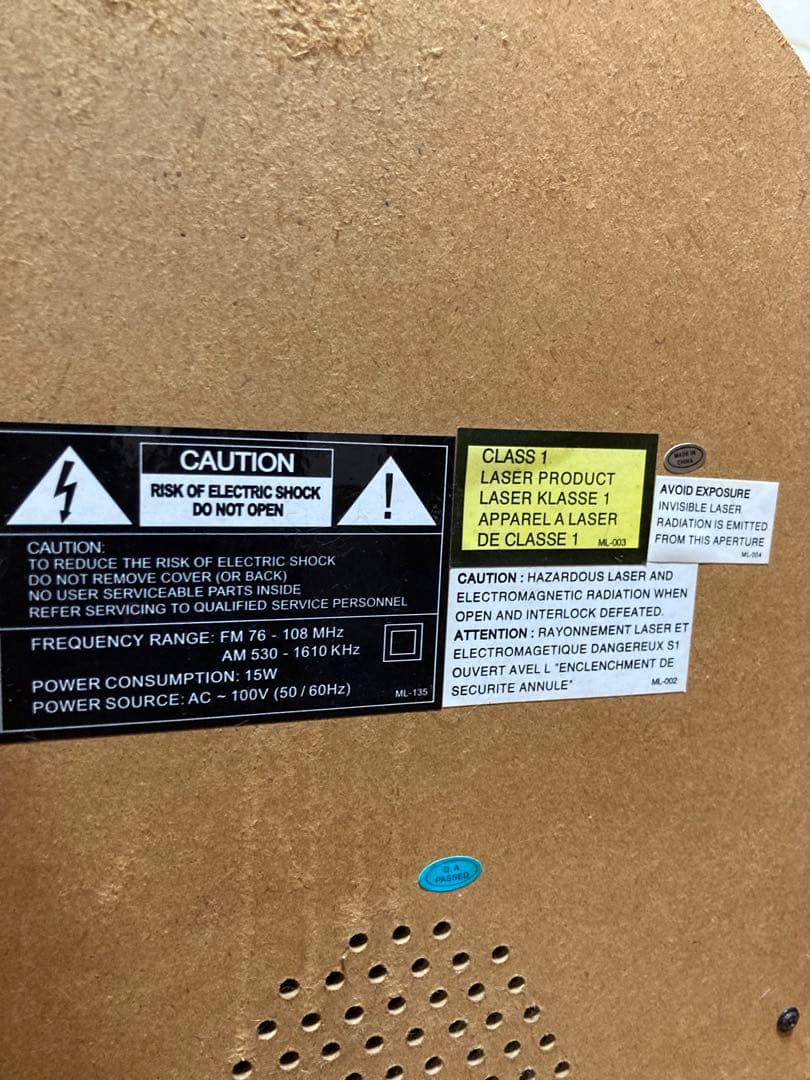 CAUTION
RISK OF ELECTRIC SHOCK
DO NOT OPEN
CAUTION:
TO REDUCE THE RISK OF ELECTRIC SHOCK
DO NOT REMOVE COVER (OR BACK)
NO USER SERVICEABLE PARTS INSIDE
REFER SERVICING TO QUALIFIED SERVICE PERSONNEL
FREQUENCY RANGE: FM 76 - 108 MHz
AM 530 - 1610 KHz
POWER CONSUMPTION: 15W
POWER SOURCE: AC ~ 100V (50 / 60Hz)
ML-135
CLASS 1
LASER PRODUCT
LASER KLASSE 1
APPAREL A LASER
DE CLASSE 1
ML-003
MADE IN
CHINA
AVOID EXPOSURE
INVISIBLE LASER
RADIATION IS EMITTED
FROM THIS APERTURE
ML-004
CAUTION : HAZARDOUS LASER AND
ELECTROMAGNETIC RADIATION WHEN
OPEN AND INTERLOCK DEFEATED.
ATTENTION : RAYONNEMENT LASER ET
ELECTROMAGETIQUE DANGEREUX S1
OUVERT AVEL L "ENCLENCHMENT DE
SECURITE ANNULE"
ML-002
Q.A
PASSED